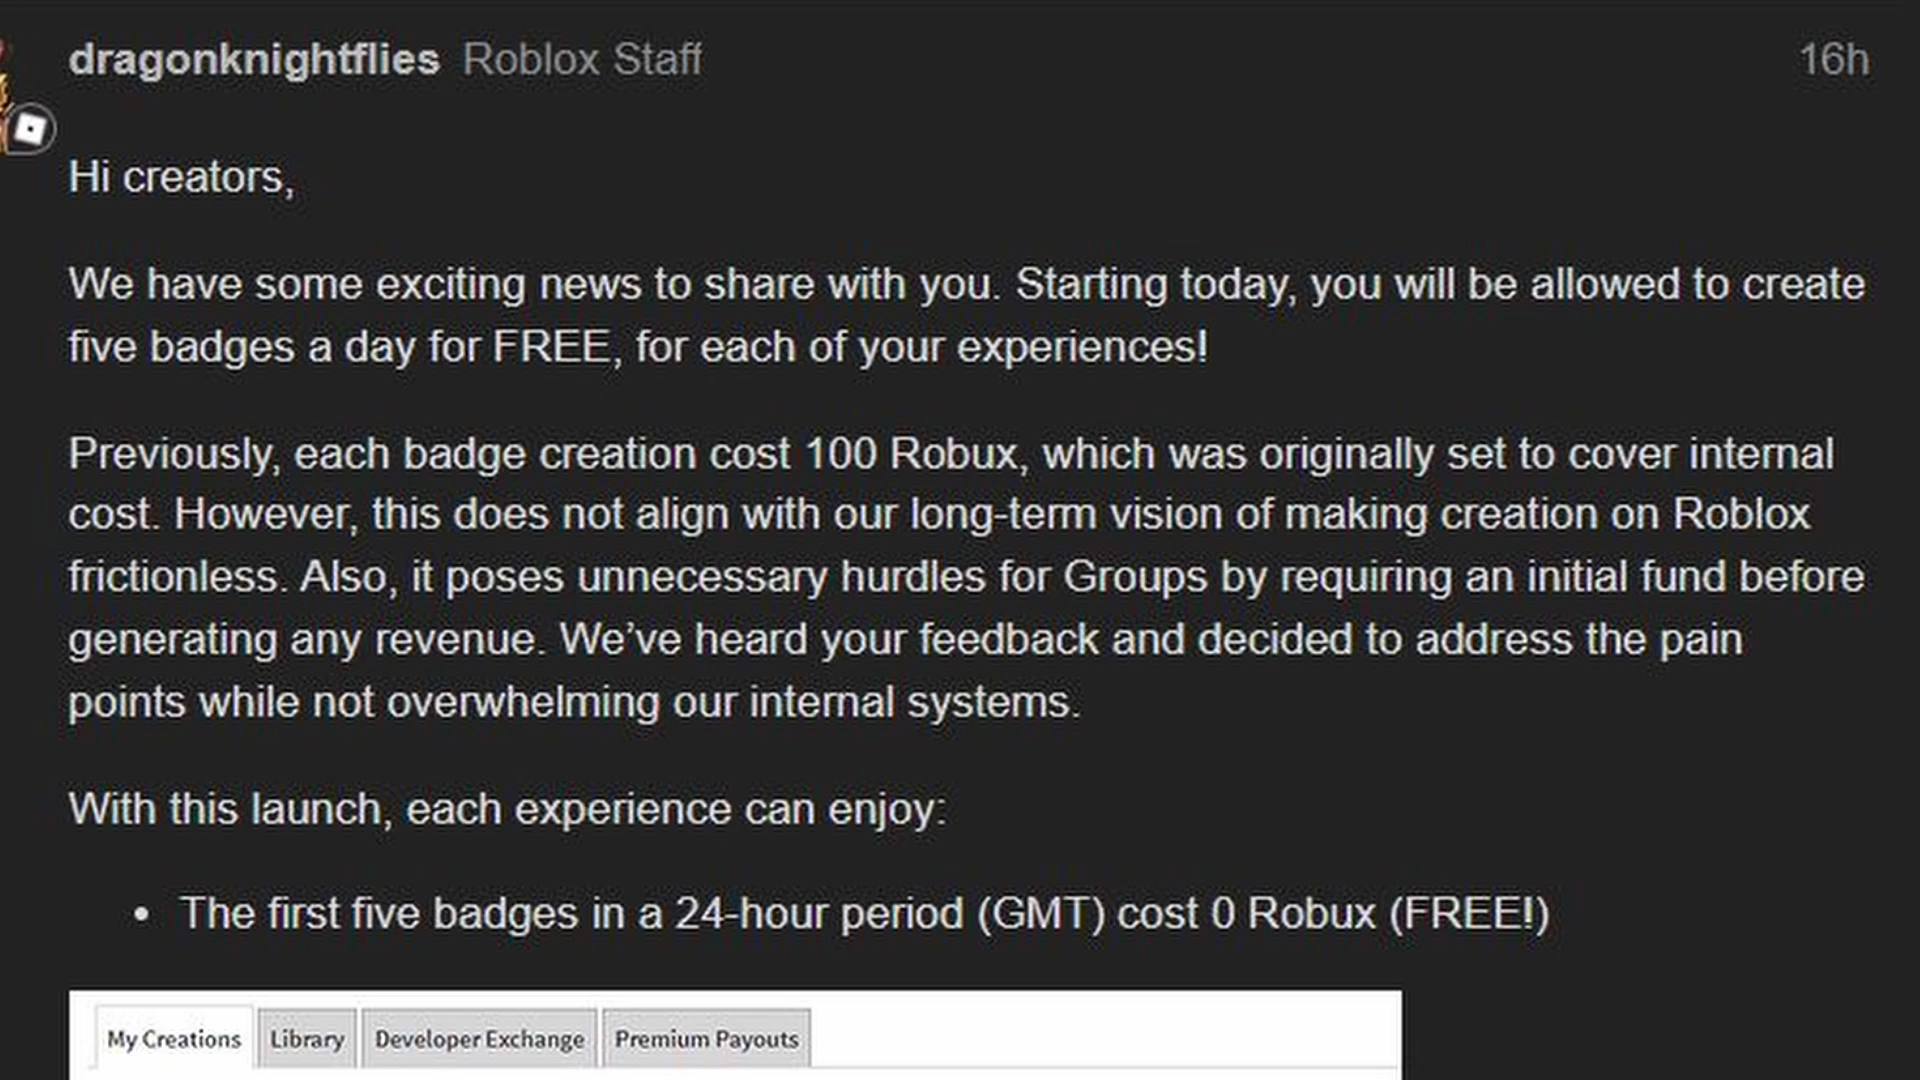 dragonknightflies Roblox Staff 16h
Hi creators,
We have some exciting news to share with you. Starting today, you will be allowed to create
five badges a day for FREE, for each of your experiences!
Previously, each badge creation cost 100 Robux, which was originally set to cover internal
cost. However, this does not align with our long-term vision of making creation on Roblox
frictionless. Also, it poses unnecessary hurdles for Groups by requiring an initial fund before
generating any revenue. We’ve heard your feedback and decided to address the pain
points while not overwhelming our internal systems.
With this launch, each experience can enjoy:
• The first five badges in a 24-hour period (GMT) cost 0 Robux (FREE!)
My Creations Library Developer Exchange Premium Payouts